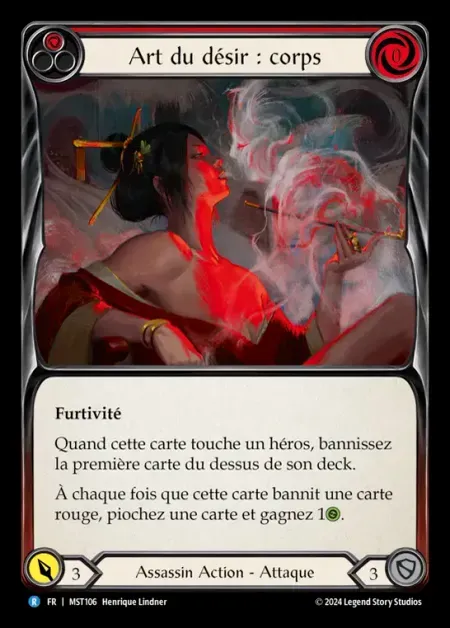 Art du désir : corps
0
Furtivité
Quand cette carte touche un héros, bannissez
la première carte du dessus de son deck.
À chaque fois que cette carte bannit une carte
rouge, piochez une carte et gagnez 1
3
Assassin Action - Attaque
3
R FR | MST106 Henrique Lindner
© 2024 Legend Story Studios